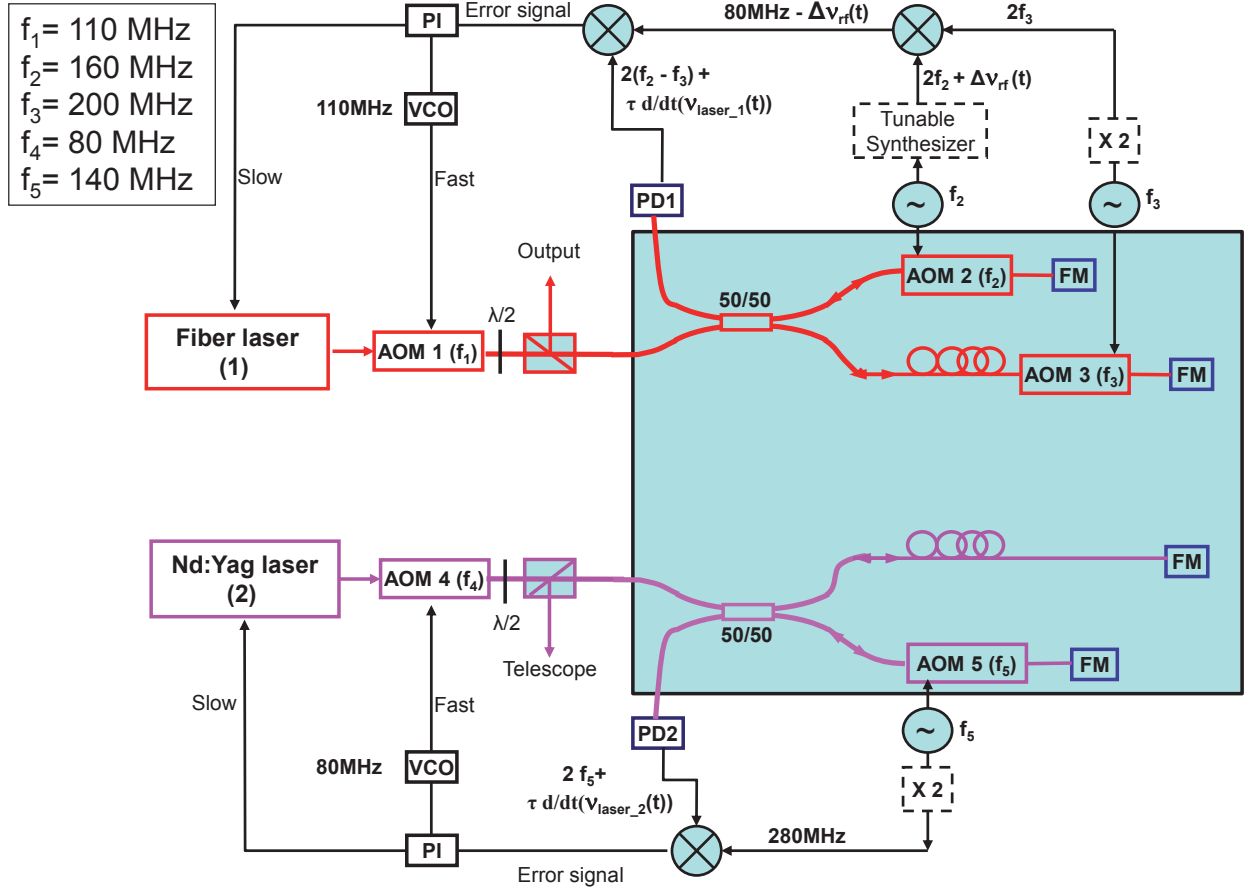 f₁= 110 MHz
f₂= 160 MHz
f₃= 200 MHz
f₄= 80 MHz
f₅= 140 MHz
PI
Error signal
80MHz - Δν_rf(t)
2f₃
2(f₂ - f₃) +
τ d/dt(ν_laser_1(t))
2f₂ + Δν_rf(t)
110MHz
VCO
Tunable
Synthesizer
X 2
Slow
Fast
PD1
~
f₂
~
f₃
Output
AOM 2 (f₂)
FM
50/50
λ/2
Fiber laser
(1)
AOM 1 (f₁)
AOM 3 (f₃)
FM
Nd:Yag laser
(2)
AOM 4 (f₄)
λ/2
50/50
FM
Telescope
AOM 5 (f₅)
FM
Slow
Fast
PD2
~
f₅
80MHz
VCO
2 f₅+
τ d/dt(ν_laser_2(t))
X 2
280MHz
PI
Error signal